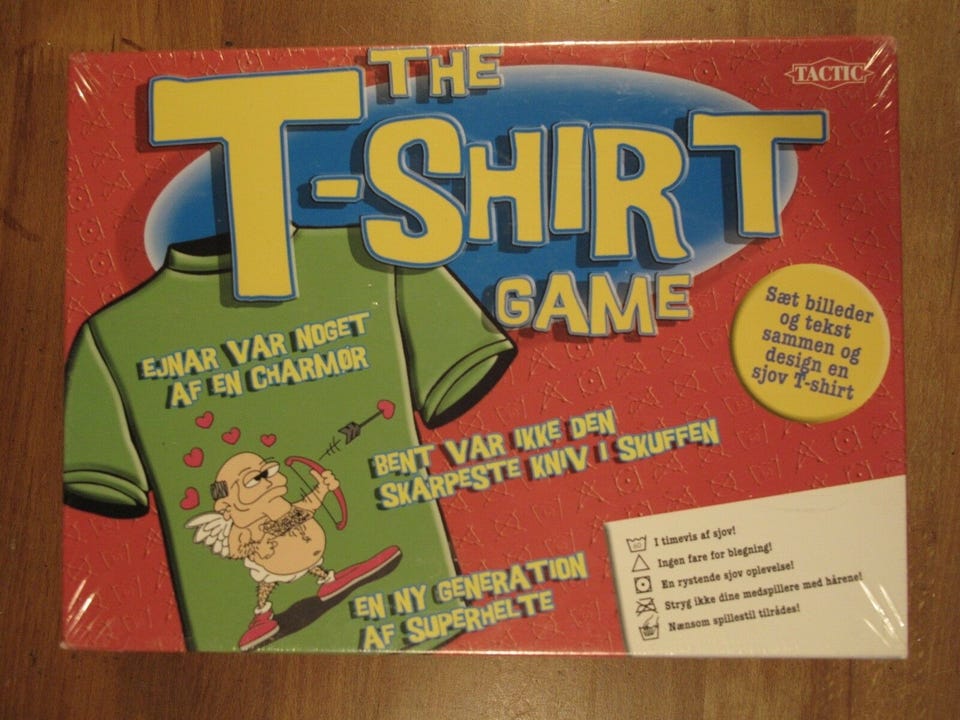 THE
T-SHIRT
GAME
TACTIC
Sæt billeder
og tekst
sammen og
design en
sjov T-shirt
EJNAR VAR NOGET
AF EN CHARMØR
BENT VAR IKKE DEN
SKARPESTE KNIV I SKUFFEN
EN NY GENERATION
AF SUPERHELTE
60
I timevis af sjov!
Ingen fare for blegning!
En rystende sjov oplevelse!
Stryg ikke dine medspillere med hårene!
Nænsom spillestil tilrådes!